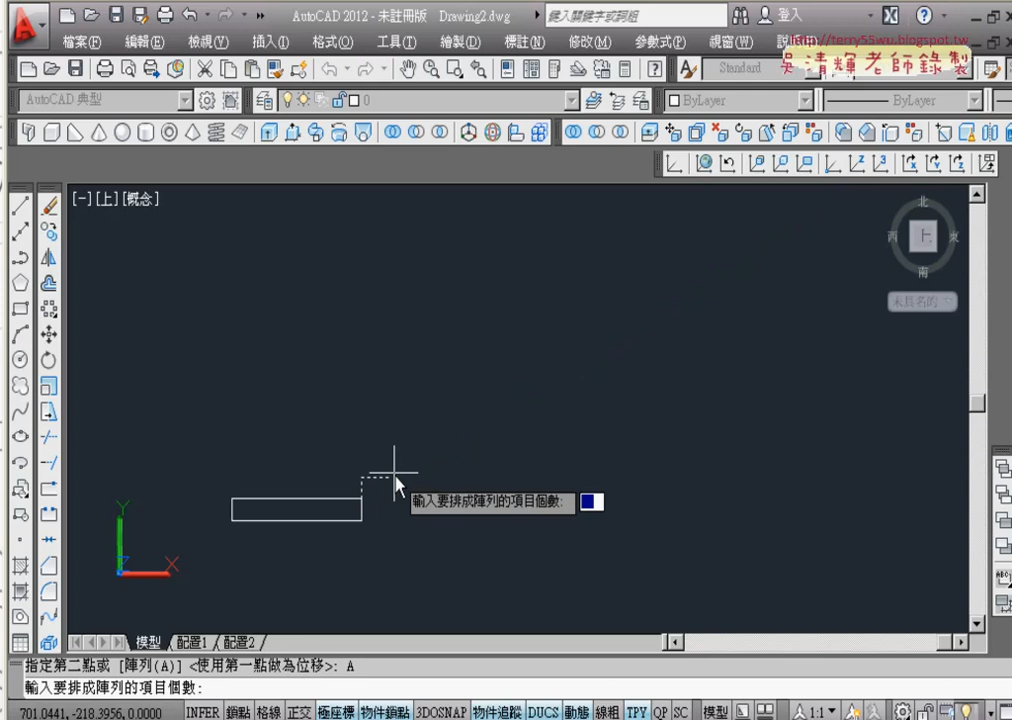 AutoCAD 2012 - 未註冊版 Drawing2.dwg 鍵入關鍵字或詞組 登入
檔案(F) 編輯(E) 檢視(V) 插入(I) 格式(O) 工具(T) 繪製(D) 標註(N) 修改(M) 參數式(P) 視窗(W)
http://terry55wu.blogspot.tw
吳清輝老師錄製
Standard
AutoCAD 典型 0 ByLayer ByLayer
[-][上][概念]
北
西 上 東
南
未具名的
輸入要排成陣列的項目個數:
Y
Z X
模型 配置1 配置2
指定第二點或 [陣列(A)] <使用第一點做為位移>: A
輸入要排成陣列的項目個數:
701.0441, -218.3956, 0.0000 INFER 鎖點 格線 正交 極座標 物件鎖點 3DOSNAP 物件追蹤 DUCS 動態 線粗 TPY QP SC 模型 1:1